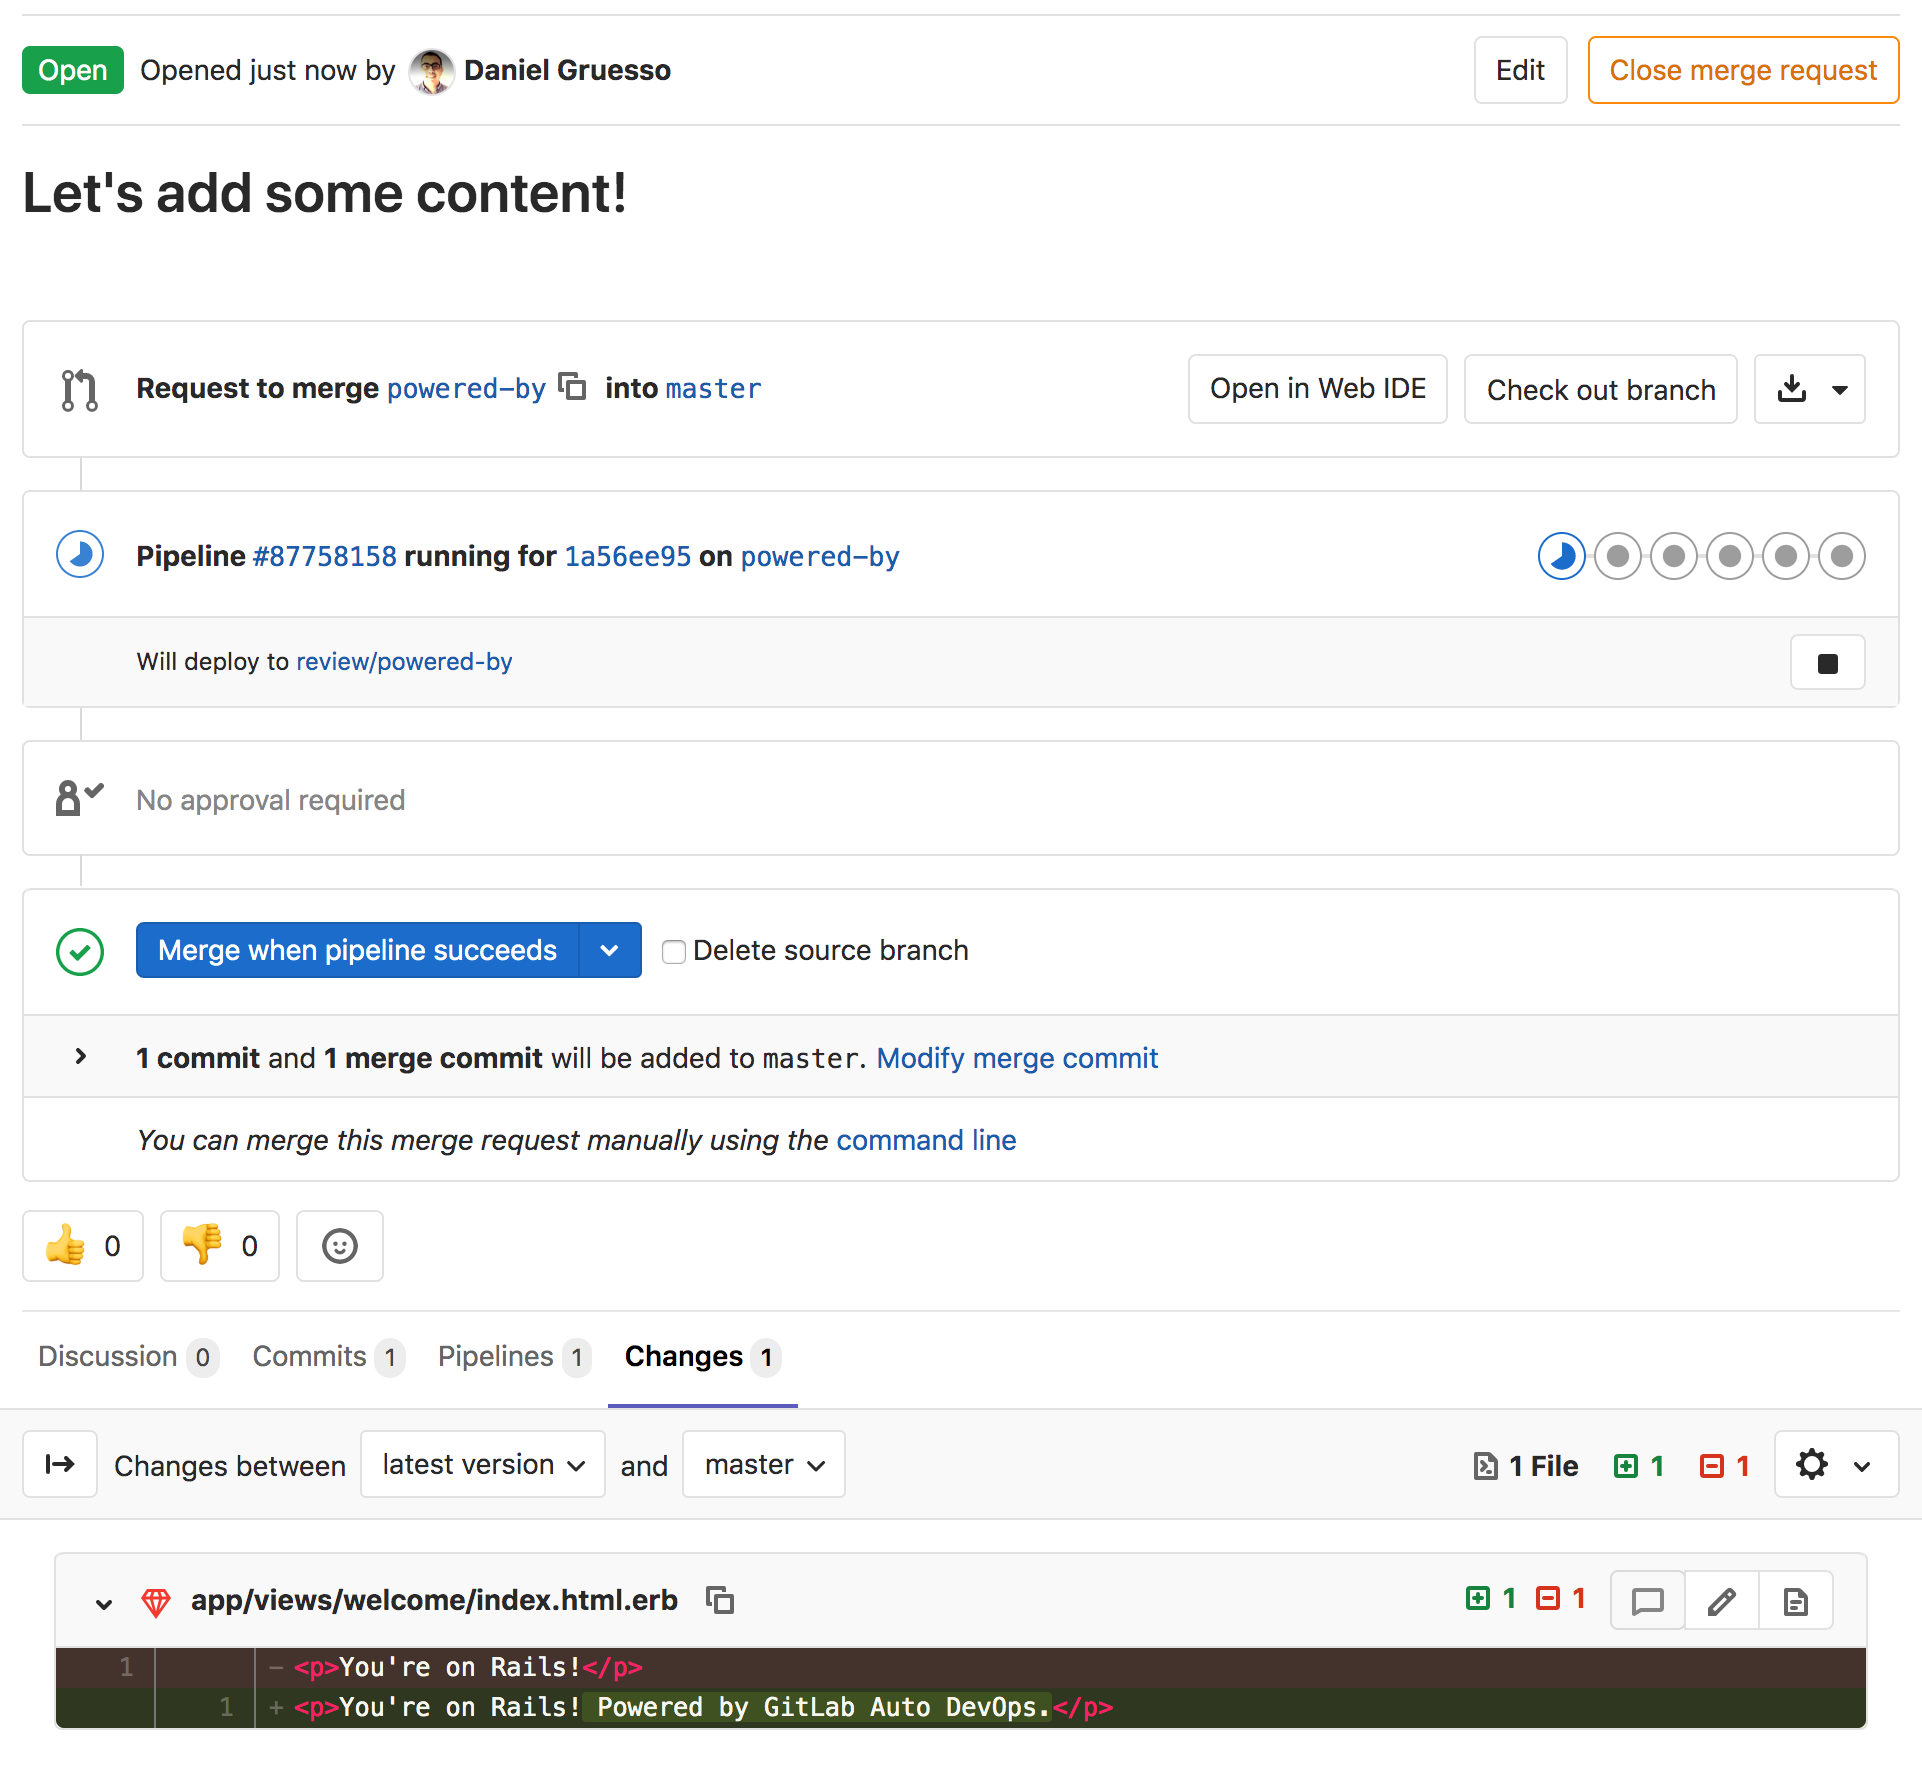 Open Opened just now by Daniel Gruesso Edit Close merge request
Let's add some content!
Request to merge powered-by into master Open in Web IDE Check out branch
Pipeline #87758158 running for 1a56ee95 on powered-by
Will deploy to review/powered-by
No approval required
Merge when pipeline succeeds Delete source branch
1 commit and 1 merge commit will be added to master. Modify merge commit
You can merge this merge request manually using the command line
0 0
Discussion 0 Commits 1 Pipelines 1 Changes 1
Changes between latest version and master 1 File 1 1
app/views/welcome/index.html.erb 1 1
1 - <p>You're on Rails!</p>
1 + <p>You're on Rails! Powered by GitLab Auto DevOps.</p>